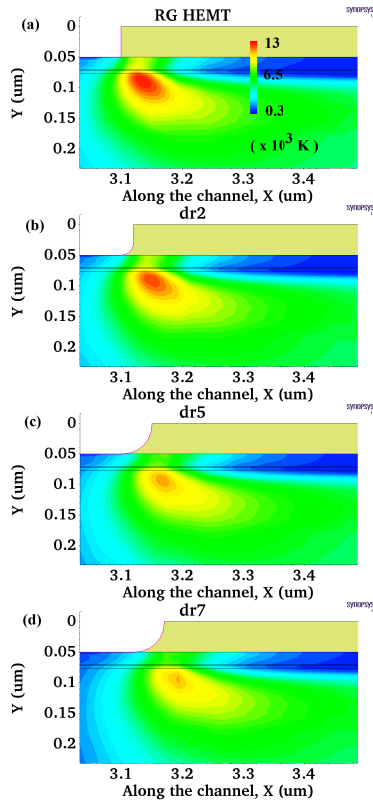 RG HEMT
SYNOPSYS
(a)
0
0.05
0.1
0.15
0.2
Y (um)
13
6.5
0.3
( x 10³ K )
3.1 3.2 3.3 3.4
Along the channel, X (um)
dr2
SYNOPSYS
(b)
0
0.05
0.1
0.15
0.2
Y (um)
3.1 3.2 3.3 3.4
Along the channel, X (um)
dr5
SYNOPSYS
(c)
0
0.05
0.1
0.15
0.2
Y (um)
3.1 3.2 3.3 3.4
Along the channel, X (um)
dr7
SYNOPSYS
(d)
0
0.05
0.1
0.15
0.2
Y (um)
3.1 3.2 3.3 3.4
Along the channel, X (um)